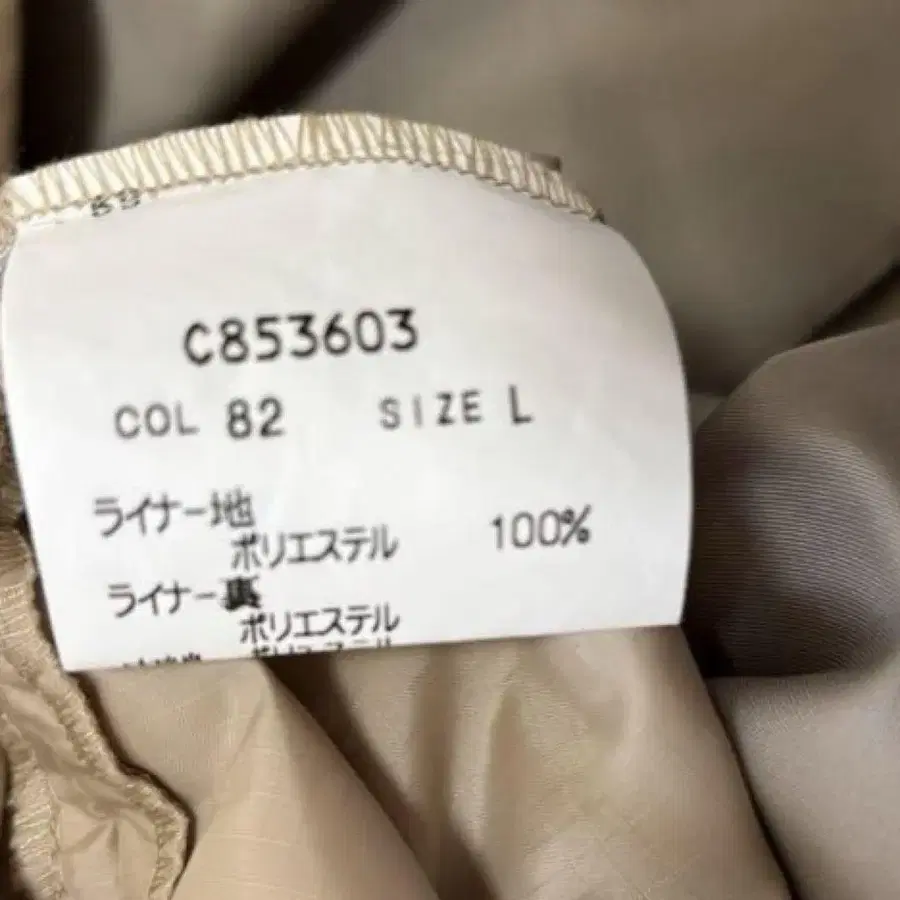 C853603
COL 82 SIZE L
ライナー地
ポリエステル 100%
ライナー裏
ポリエステル